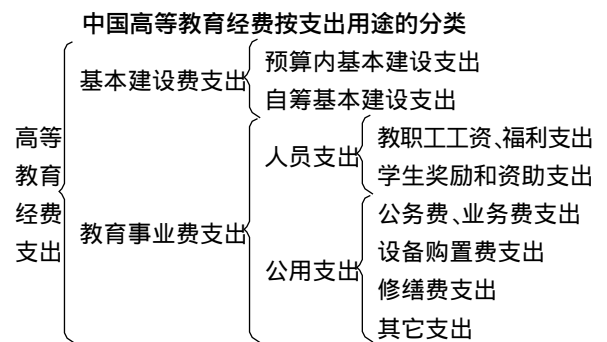 中国高等教育经费按支出用途的分类
高等
教育
经费
支出
基本建设费支出
预算内基本建设支出
自筹基本建设支出
教育事业费支出
人员支出
教职工工资、福利支出
学生奖励和资助支出
公用支出
公务费、业务费支出
设备购置费支出
修缮费支出
其它支出